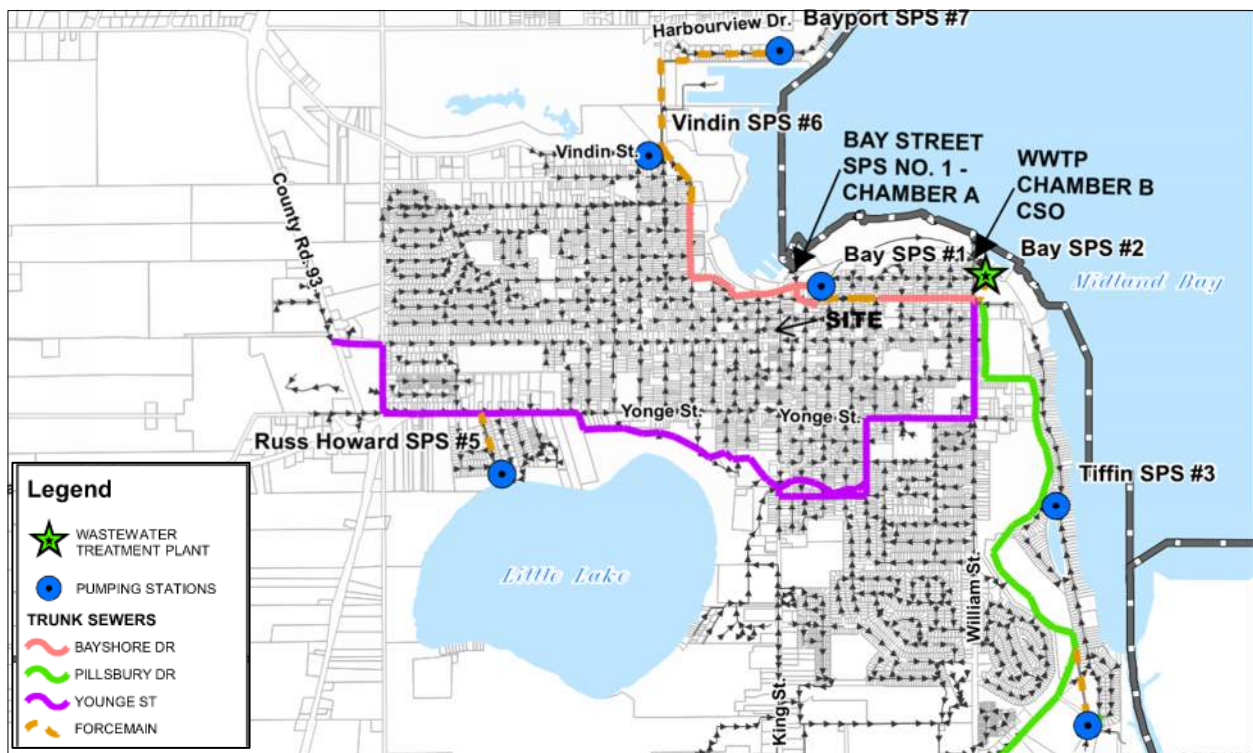 Harbourview Dr.
Bayport SPS #7
Vindin SPS #6
Vindin St.
BAY STREET
SPS NO. 1 -
CHAMBER A
WWTP
CHAMBER B
CSO
County Rd. 93
Bay SPS #1
Bay SPS #2
Midland Bay
SITE
Yonge St.
Yonge St.
Russ Howard SPS #5
Tiffin SPS #3
Little Lake
William St.
King St.
Legend
WASTEWATER
TREATMENT PLANT
PUMPING STATIONS
TRUNK SEWERS
BAYSHORE DR
PILLSBURY DR
YOUNGE ST
FORCEMAIN